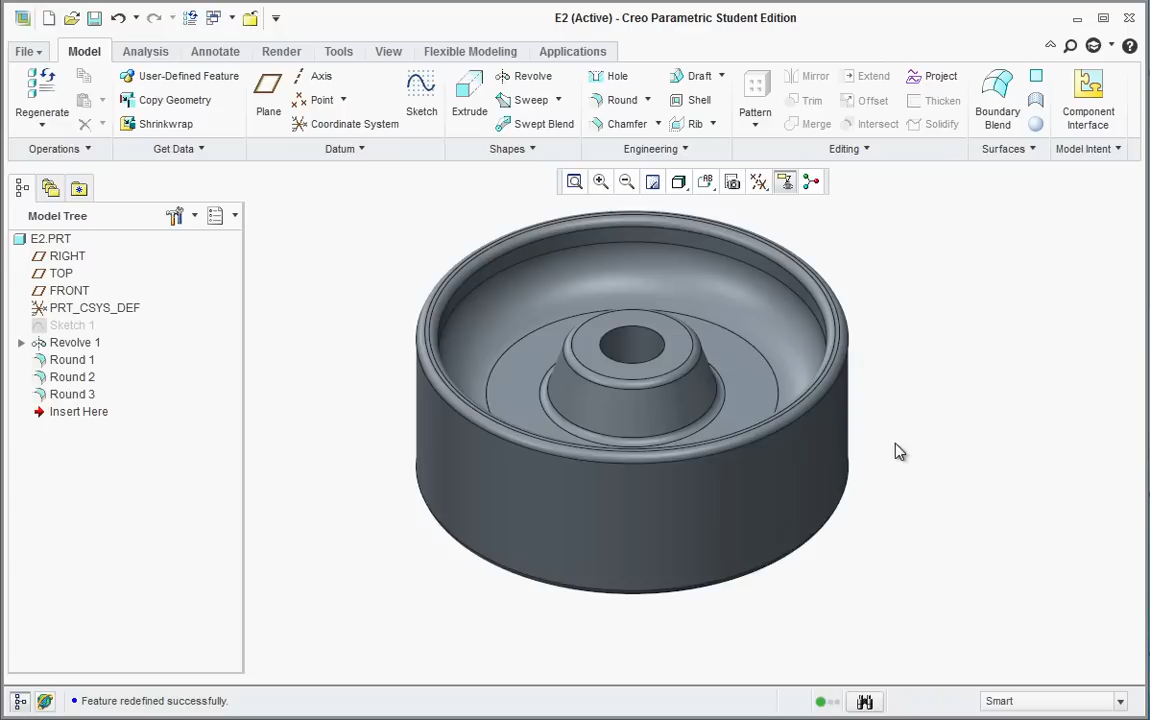 E2 (Active) - Creo Parametric Student Edition
File Model Analysis Annotate Render Tools View Flexible Modeling Applications
Regenerate
Operations
User-Defined Feature
Copy Geometry
Shrinkwrap
Get Data
Plane
Axis
Point
Coordinate System
Sketch
Datum
Extrude
Revolve
Sweep
Swept Blend
Shapes
Hole
Round
Chamfer
Draft
Shell
Rib
Engineering
Pattern
Mirror
Trim
Merge
Extend
Offset
Intersect
Project
Thicken
Solidify
Editing
Boundary
Blend
Surfaces
Component
Interface
Model Intent
Model Tree
E2.PRT
RIGHT
TOP
FRONT
PRT_CSYS_DEF
Sketch 1
Revolve 1
Round 1
Round 2
Round 3
Insert Here
Feature redefined successfully.
Smart